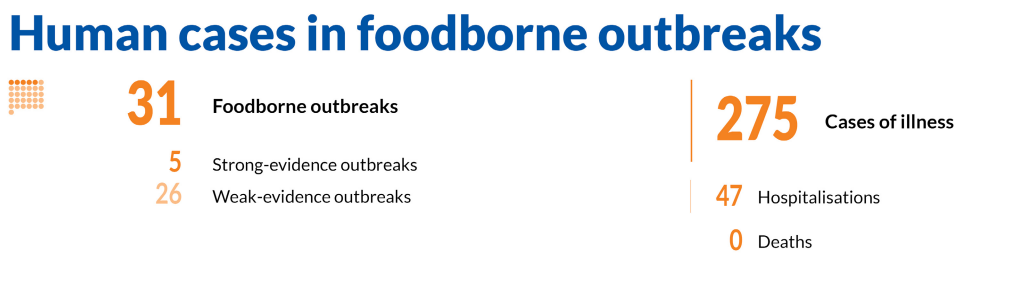 Human cases in foodborne outbreaks
31 Foodborne outbreaks
5 Strong-evidence outbreaks
26 Weak-evidence outbreaks
275 Cases of illness
47 Hospitalisations
0 Deaths